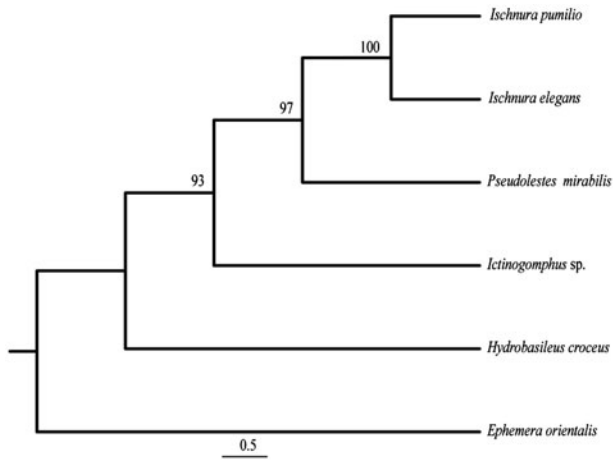 Ischnura pumilio
100
Ischnura elegans
97
Pseudolestes mirabilis
93
Ictinogomphus sp.
Hydrobasileus croceus
Ephemera orientalis
0.5